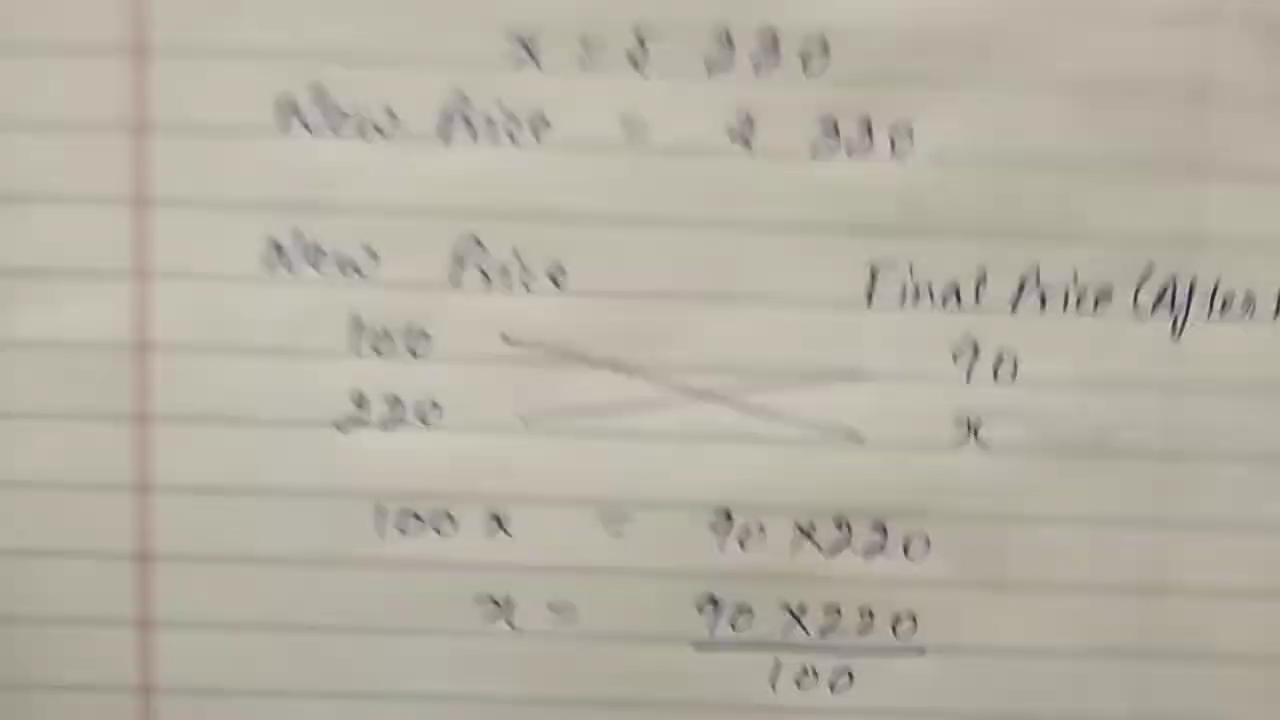 x = ₹ 220
New Price = ₹ 220
New Price Final Price (After
100 90
220 x
100 x = 90 x 220
x = 90 x 220
100